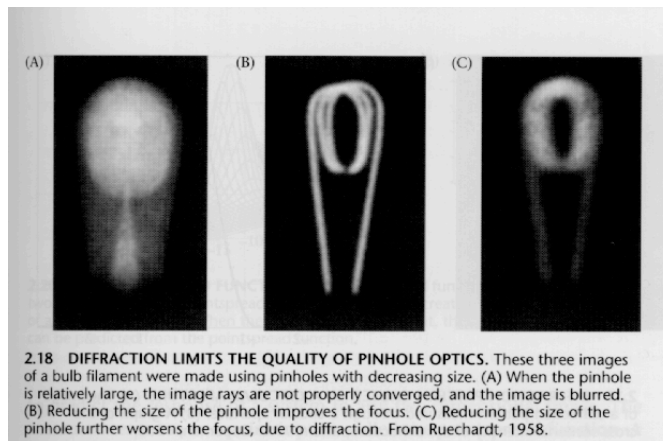 (A) (B) (C)
2.18 DIFFRACTION LIMITS THE QUALITY OF PINHOLE OPTICS. These three images
of a bulb filament were made using pinholes with decreasing size. (A) When the pinhole
is relatively large, the image rays are not properly converged, and the image is blurred.
(B) Reducing the size of the pinhole improves the focus. (C) Reducing the size of the
pinhole further worsens the focus, due to diffraction. From Ruechardt, 1958.